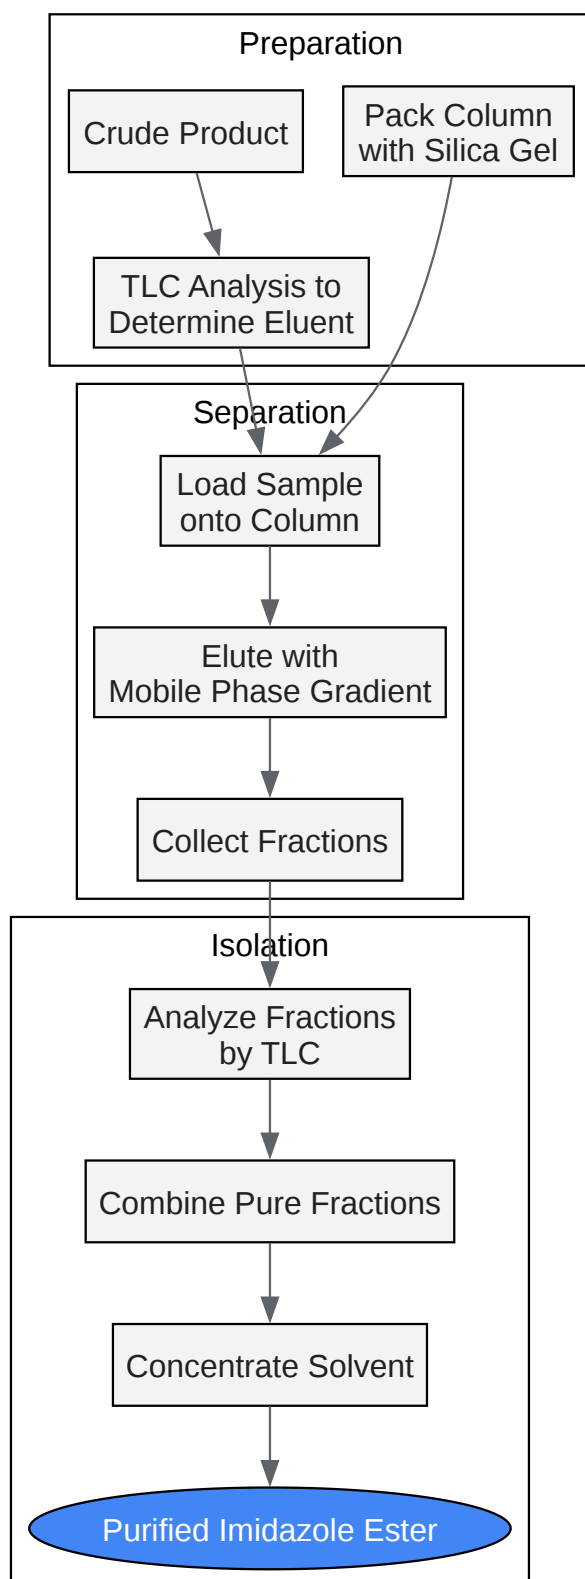 Preparation
Crude Product
Pack Column
with Silica Gel
TLC Analysis to
Determine Eluent
Separation
Load Sample
onto Column
Elute with
Mobile Phase Gradient
Collect Fractions
Isolation
Analyze Fractions
by TLC
Combine Pure Fractions
Concentrate Solvent
Purified Imidazole Ester